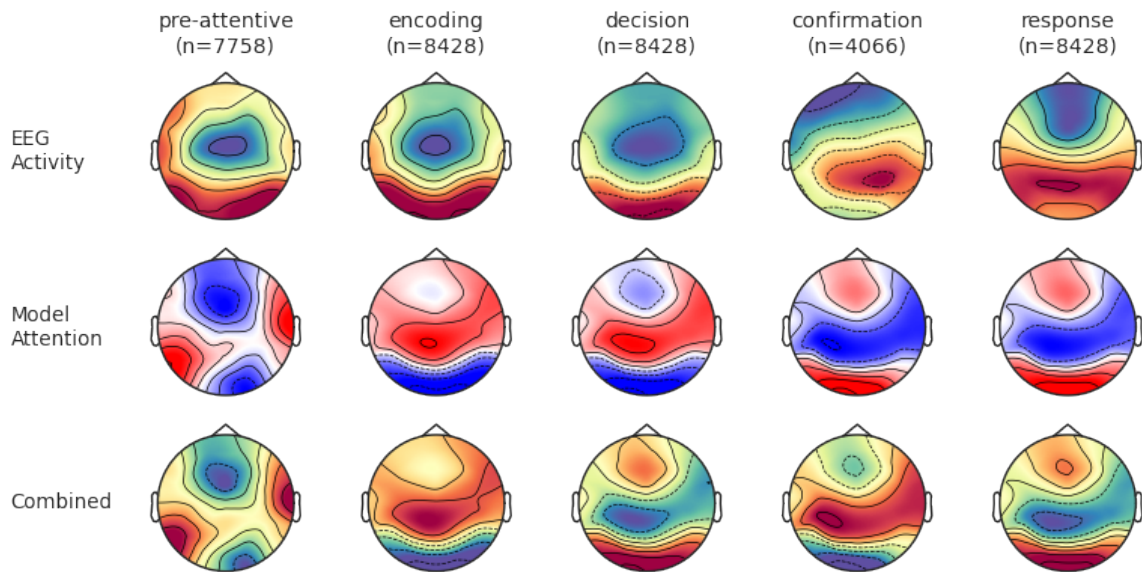 pre-attentive
(n=7758)
encoding
(n=8428)
decision
(n=8428)
confirmation
(n=4066)
response
(n=8428)
EEG
Activity
Model
Attention
Combined